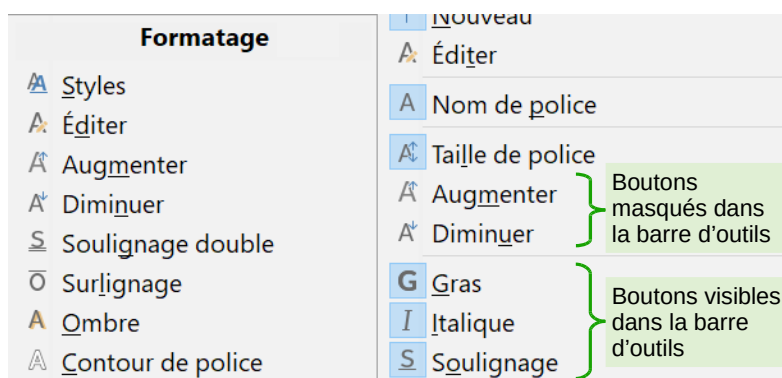 Formatage
Styles
Éditer
Augmenter
Diminuer
Soulignage double
Surlignage
Ombre
Contour de police
Nouveau
Éditer
Nom de police
Taille de police
Augmenter
Diminuer
Boutons
masqués dans
la barre d’outils
Gras
Italique
Soulignage
Boutons visibles
dans la barre
d’outils